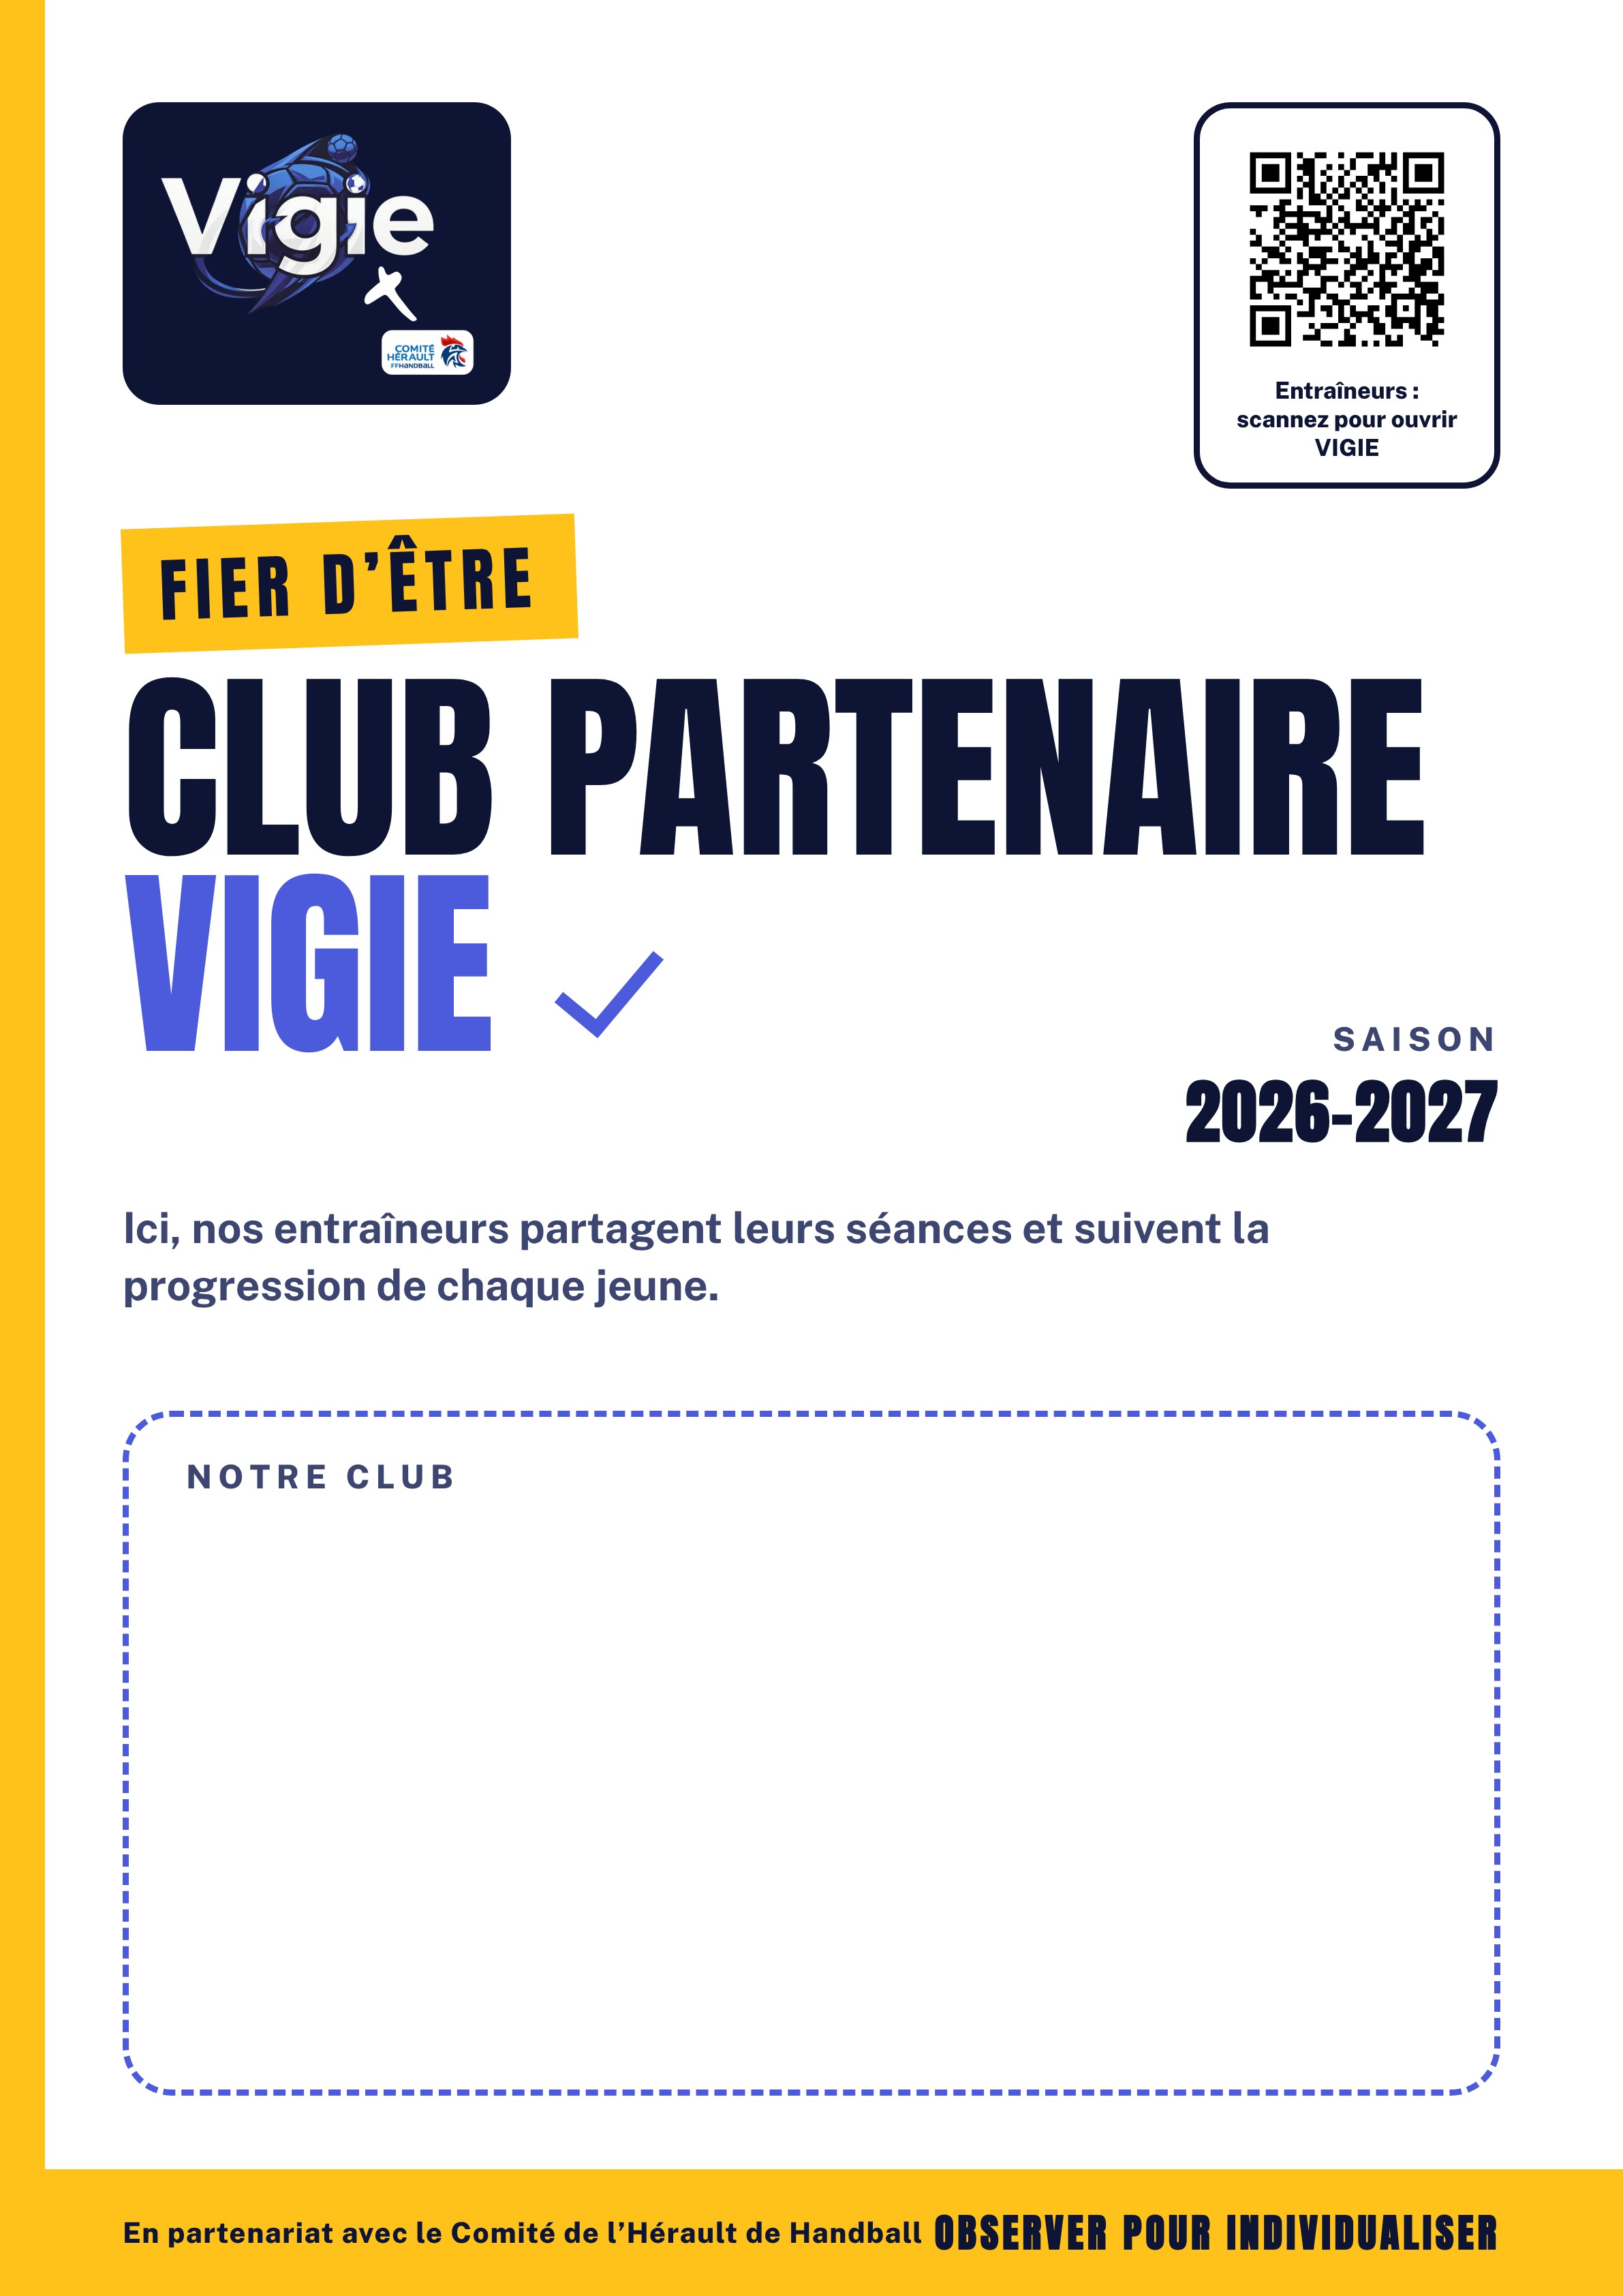 Vigie
COMITÉ
HÉRAULT
FFHANDBALL
Entraîneurs :
scannez pour ouvrir
VIGIE
FIER D’ÊTRE
CLUB PARTENAIRE
VIGIE
SAISON
2026-2027
Ici, nos entraîneurs partagent leurs séances et suivent la
progression de chaque jeune.
NOTRE CLUB
En partenariat avec le Comité de l’Hérault de Handball OBSERVER POUR INDIVIDUALISER